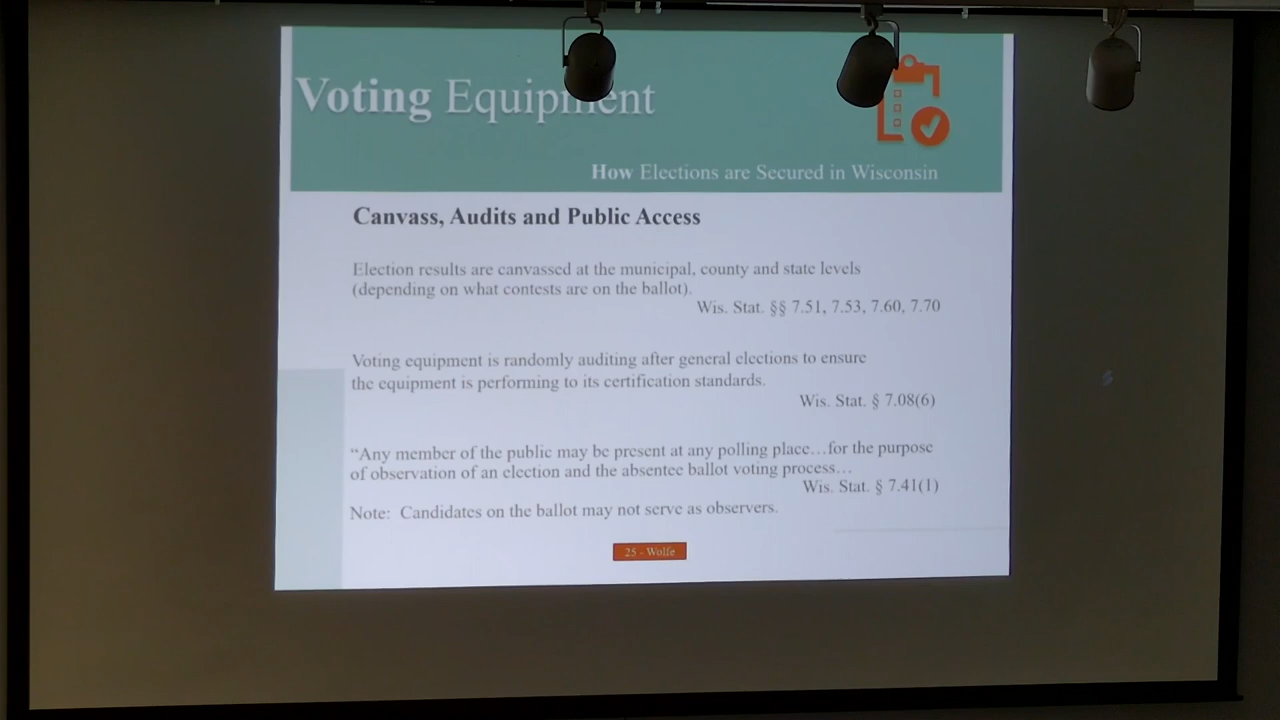 Voting Equipment
How Elections are Secured in Wisconsin
Canvass, Audits and Public Access
Election results are canvassed at the municipal, county and state levels
(depending on what contests are on the ballot).
Wis. Stat. §§ 7.51, 7.53, 7.60, 7.70
Voting equipment is randomly auditing after general elections to ensure
the equipment is performing to its certification standards.
Wis. Stat. § 7.08(6)
“Any member of the public may be present at any polling place…for the purpose
of observation of an election and the absentee ballot voting process…
Wis. Stat. § 7.41(1)
Note: Candidates on the ballot may not serve as observers.
25 - Wolfe